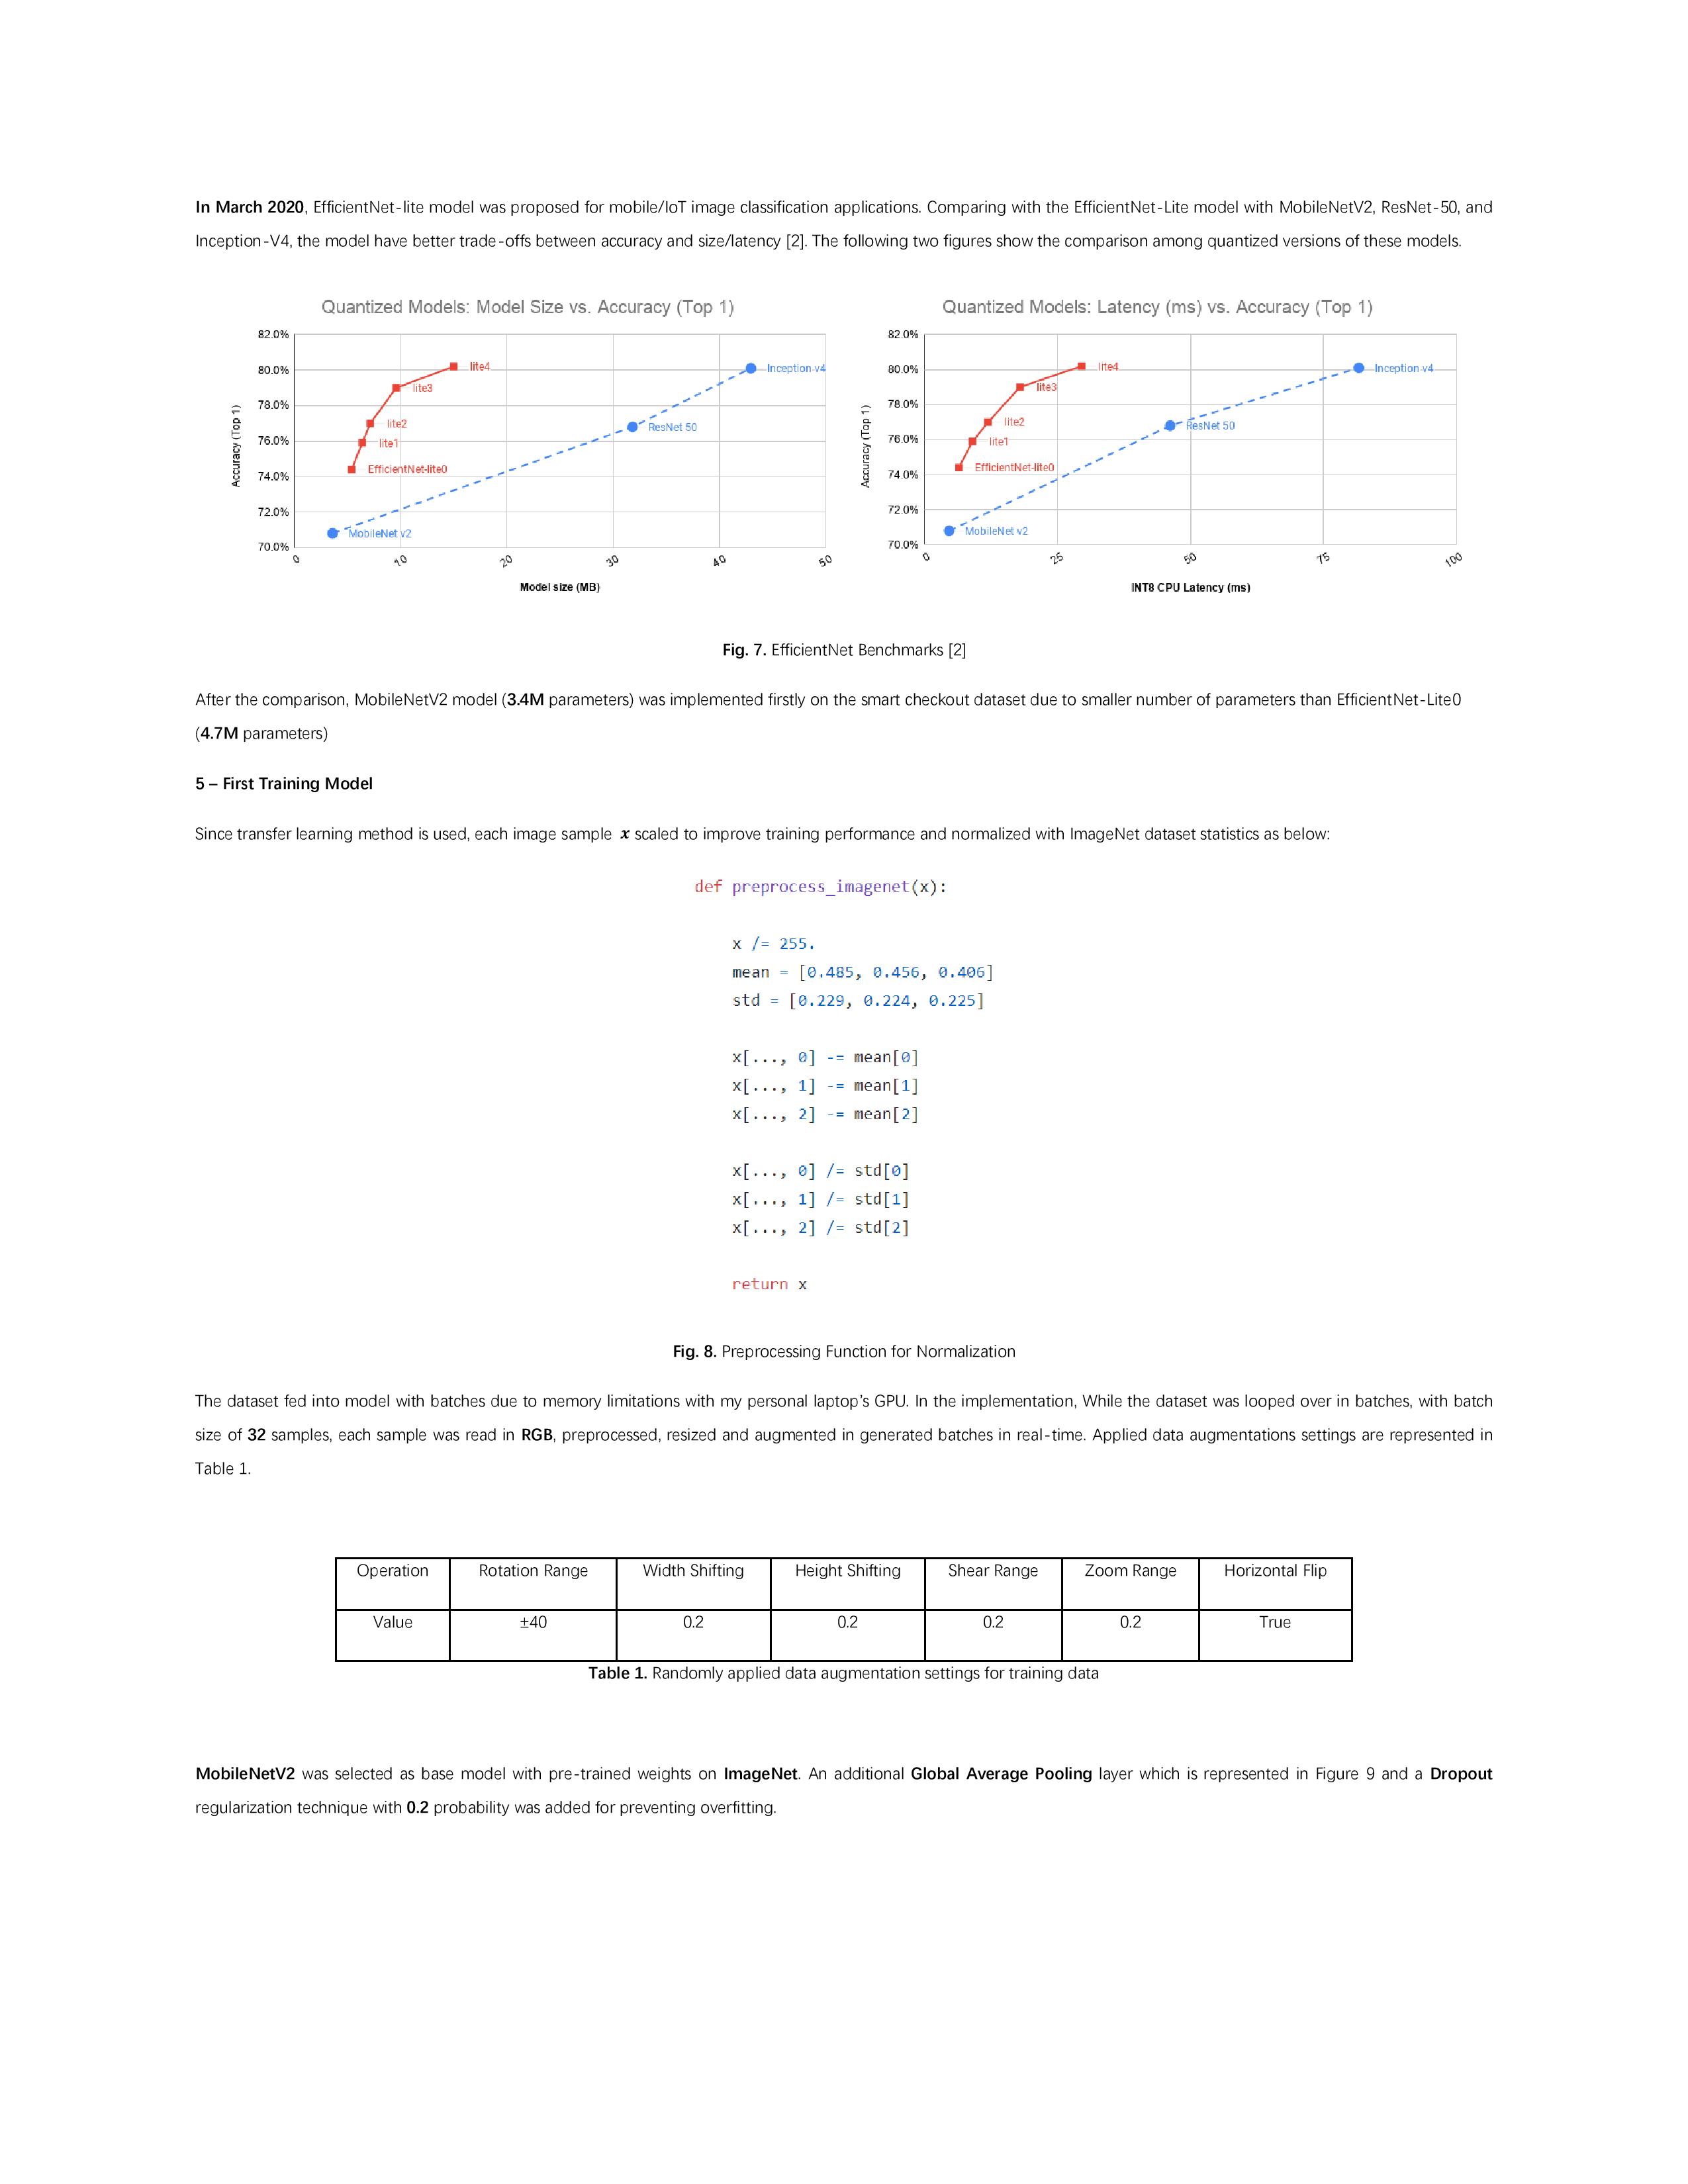 In March 2020, EfficientNet-lite model was proposed for mobile/IoT image classification applications. Comparing with the EfficientNet-Lite model with MobileNetV2, ResNet-50, and
Inception-V4, the model have better trade-offs between accuracy and size/latency [2]. The following two figures show the comparison among quantized versions of these models.
Quantized Models: Model Size vs. Accuracy (Top 1)
82.0%
80.0%
78.0%
76.0%
74.0%
72.0%
70.0%
Accuracy (Top 1)
lite4
lite3
lite2
lite1
EfficientNet-lite0
Inception v4
ResNet 50
MobileNet v2
0 10 20 30 40 50
Model size (MB)
Quantized Models: Latency (ms) vs. Accuracy (Top 1)
82.0%
80.0%
78.0%
76.0%
74.0%
72.0%
70.0%
Accuracy (Top 1)
lite4
lite3
lite2
lite1
EfficientNet-lite0
Inception v4
ResNet 50
MobileNet v2
0 25 50 75 100
INT8 CPU Latency (ms)
Fig. 7. EfficientNet Benchmarks [2]
After the comparison, MobileNetV2 model (3.4M parameters) was implemented firstly on the smart checkout dataset due to smaller number of parameters than EfficientNet-Lite0
(4.7M parameters)
5 – First Training Model
Since transfer learning method is used, each image sample x scaled to improve training performance and normalized with ImageNet dataset statistics as below:
def preprocess_imagenet(x):
x /= 255.
mean = [0.485, 0.456, 0.406]
std = [0.229, 0.224, 0.225]
x[..., 0] -= mean[0]
x[..., 1] -= mean[1]
x[..., 2] -= mean[2]
x[..., 0] /= std[0]
x[..., 1] /= std[1]
x[..., 2] /= std[2]
return x
Fig. 8. Preprocessing Function for Normalization
The dataset fed into model with batches due to memory limitations with my personal laptop’s GPU. In the implementation, While the dataset was looped over in batches, with batch
size of 32 samples, each sample was read in RGB, preprocessed, resized and augmented in generated batches in real-time. Applied data augmentations settings are represented in
Table 1.
Operation Rotation Range Width Shifting Height Shifting Shear Range Zoom Range Horizontal Flip
Value ±40 0.2 0.2 0.2 0.2 True
Table 1. Randomly applied data augmentation settings for training data
MobileNetV2 was selected as base model with pre-trained weights on ImageNet. An additional Global Average Pooling layer which is represented in Figure 9 and a Dropout
regularization technique with 0.2 probability was added for preventing overfitting.